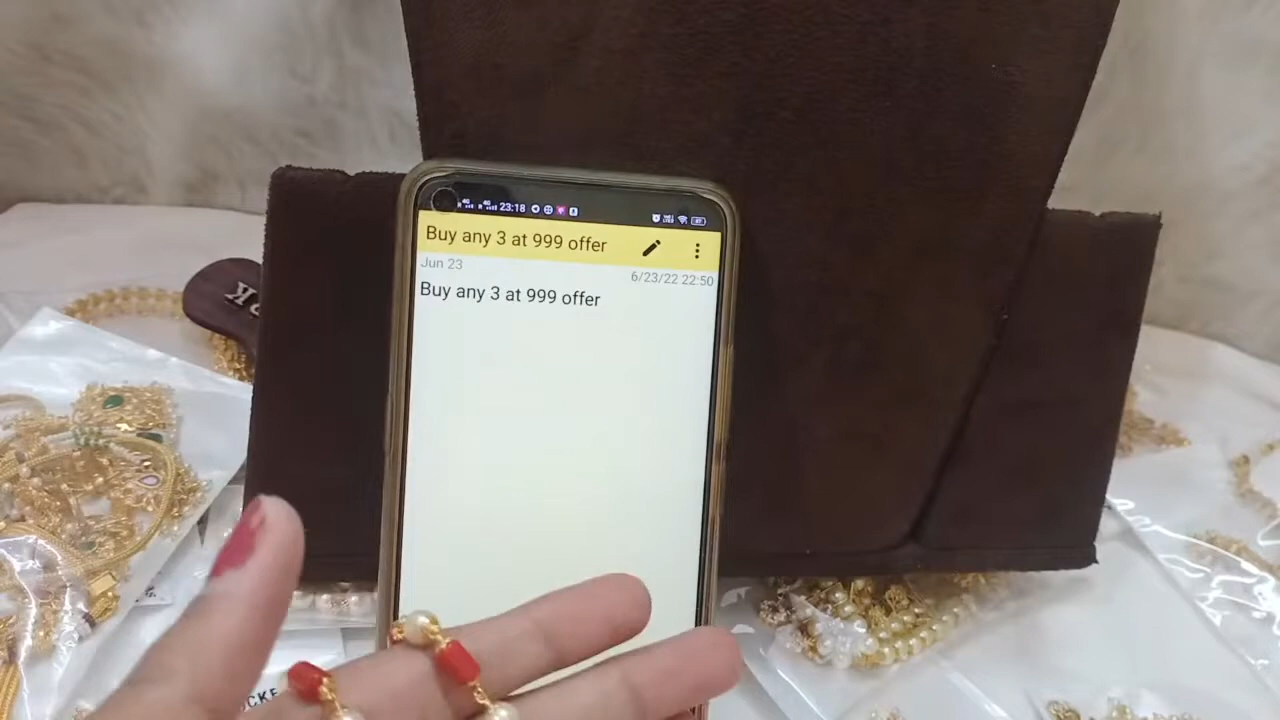 23:18
Buy any 3 at 999 offer
Jun 23
6/23/22 22:50
Buy any 3 at 999 offer